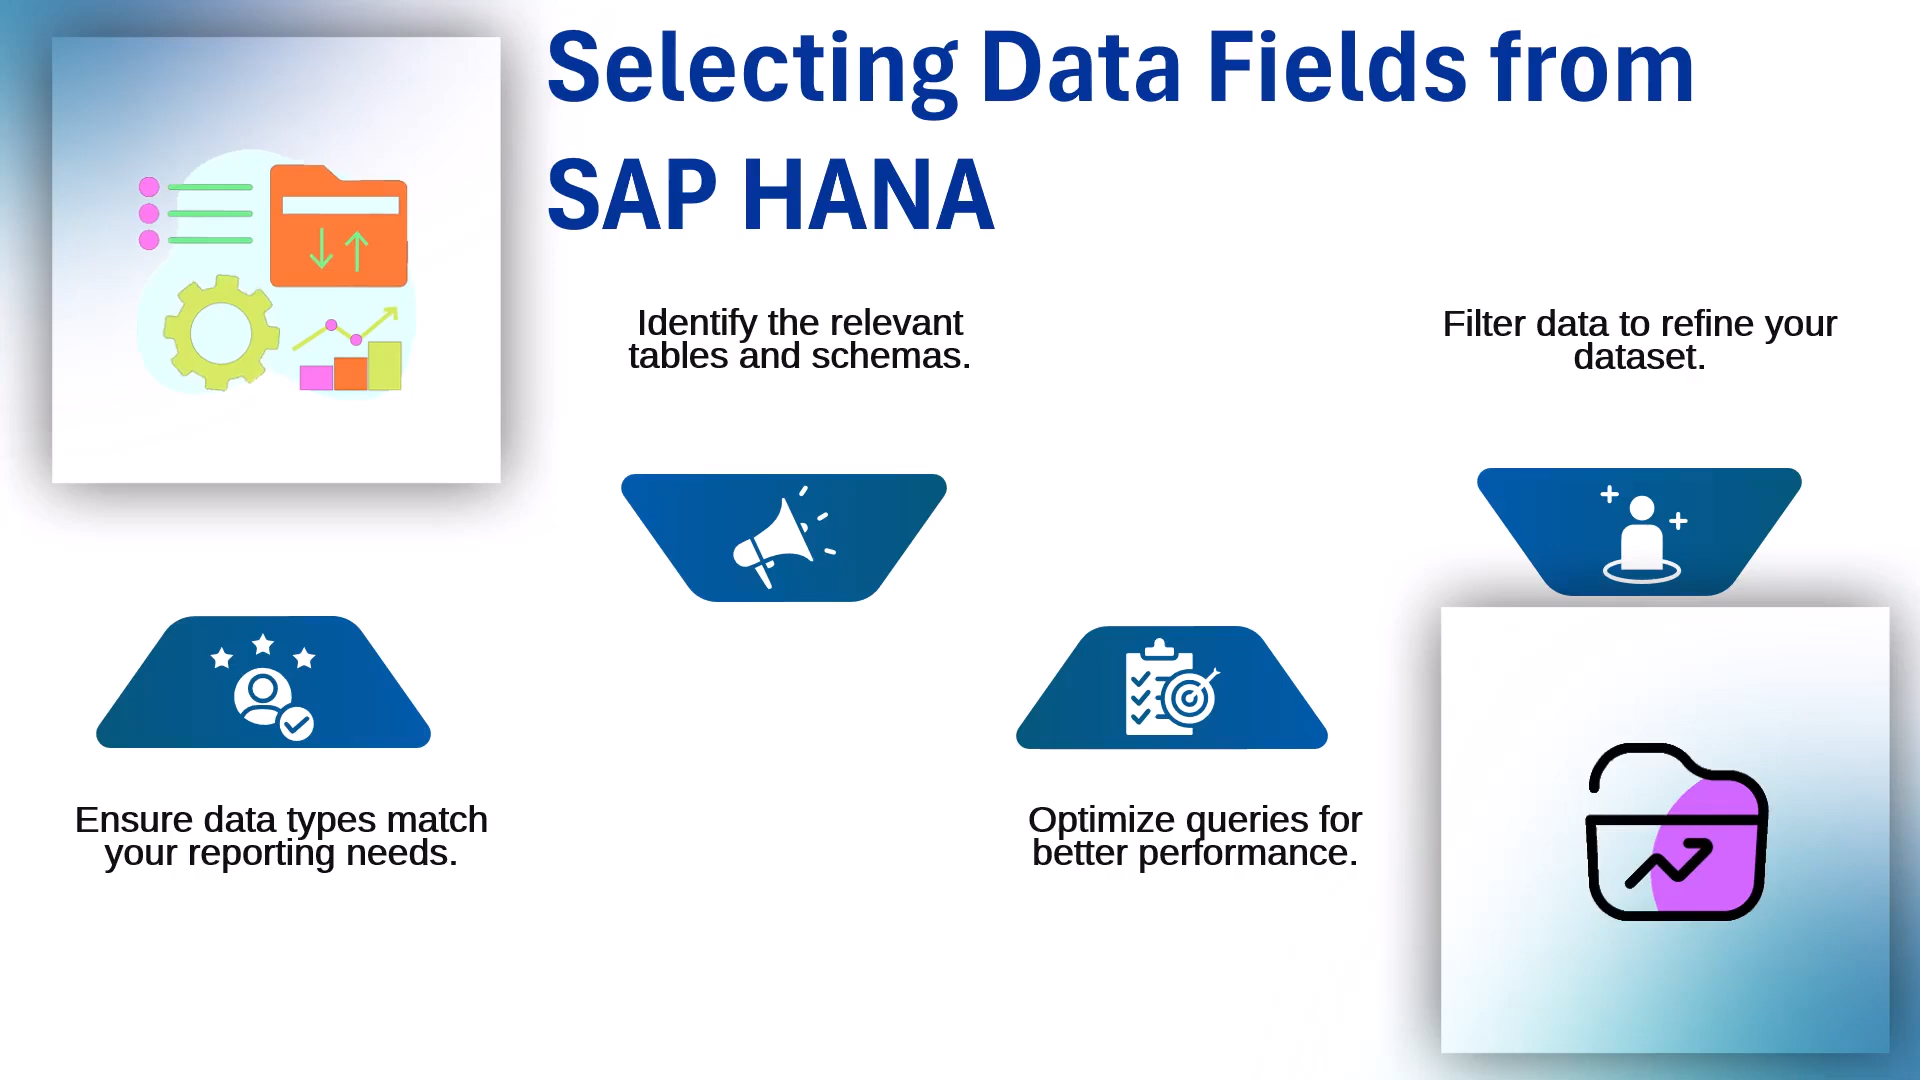 Selecting Data Fields from
SAP HANA
Identify the relevant
tables and schemas.
Filter data to refine your
dataset.
Ensure data types match
your reporting needs.
Optimize queries for
better performance.